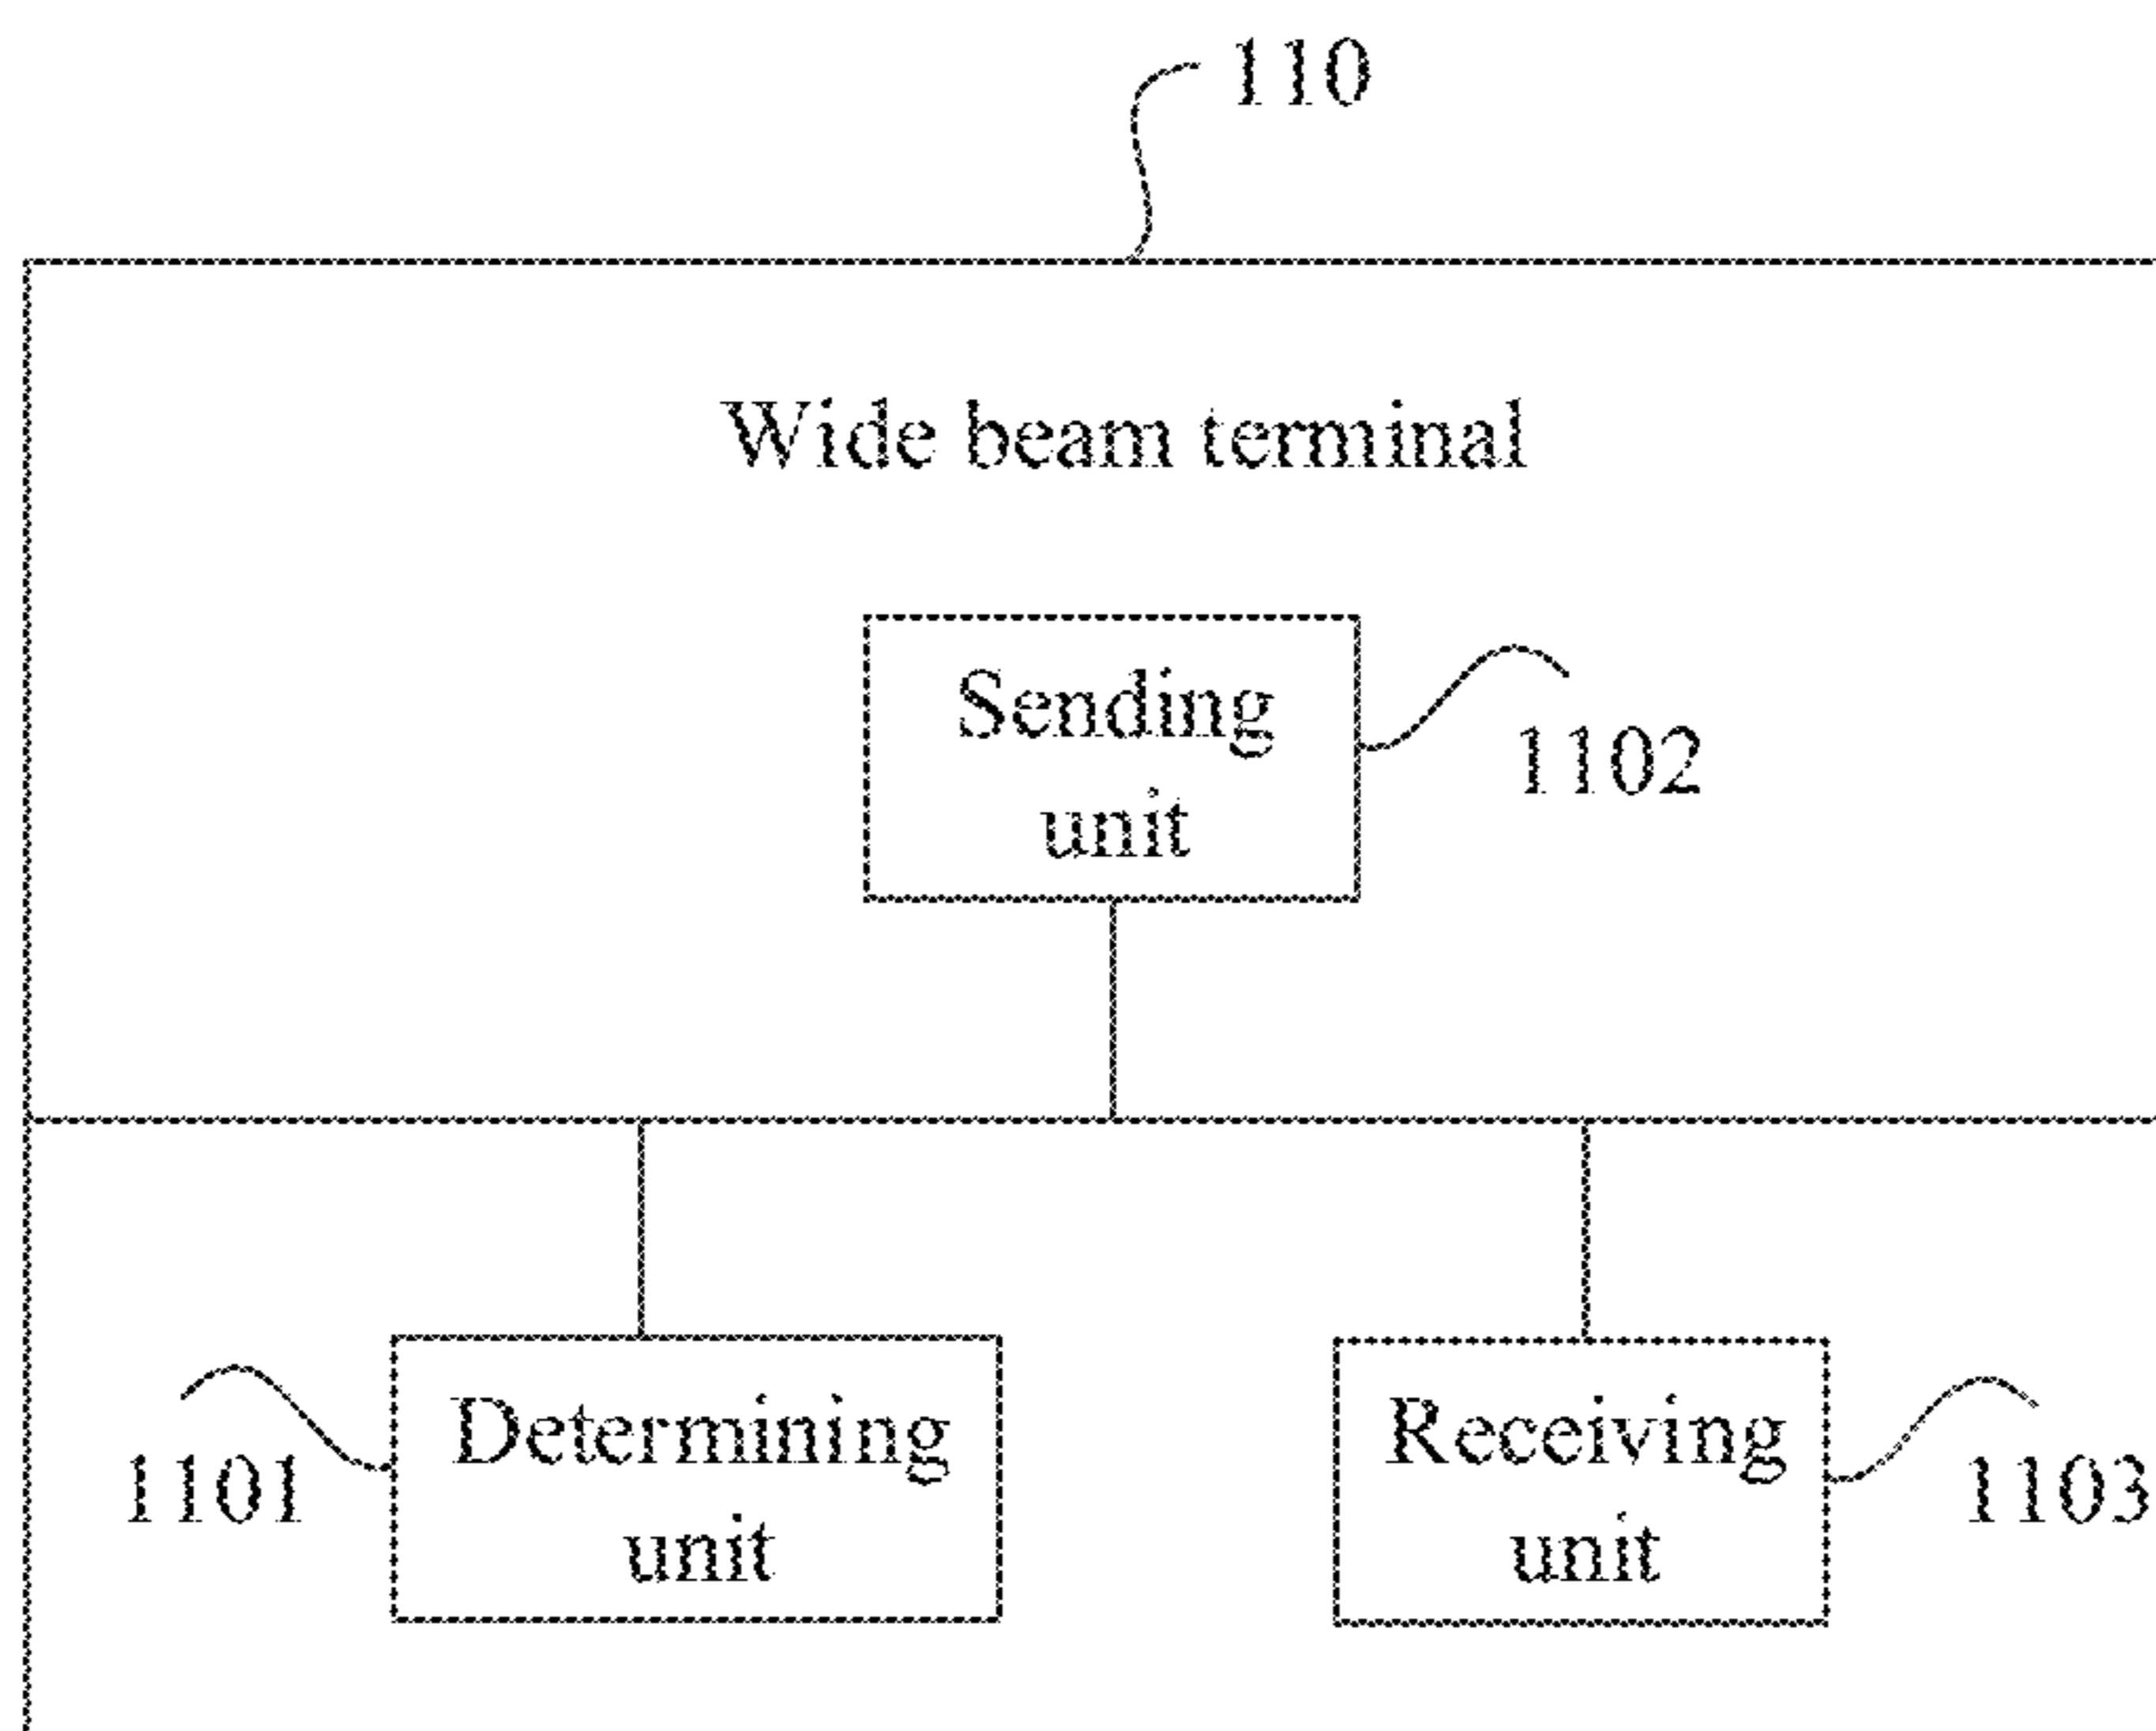 110
Wide beam terminal
Sending
unit
1102
Determining
unit
1101
Receiving
unit
1103